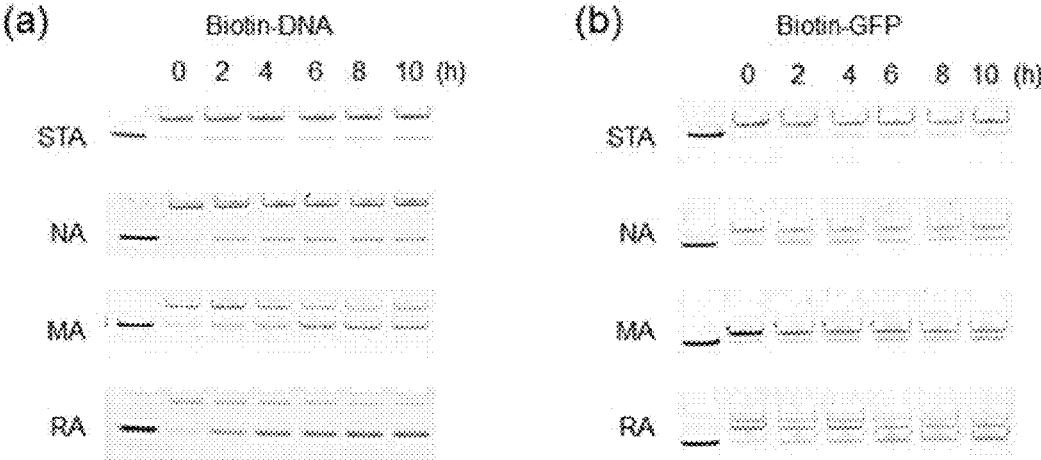 (a) Biotin-DNA
0 2 4 6 8 10 (h)
STA
NA
MA
RA
(b) Biotin-GFP
0 2 4 6 8 10 (h)
STA
NA
MA
RA